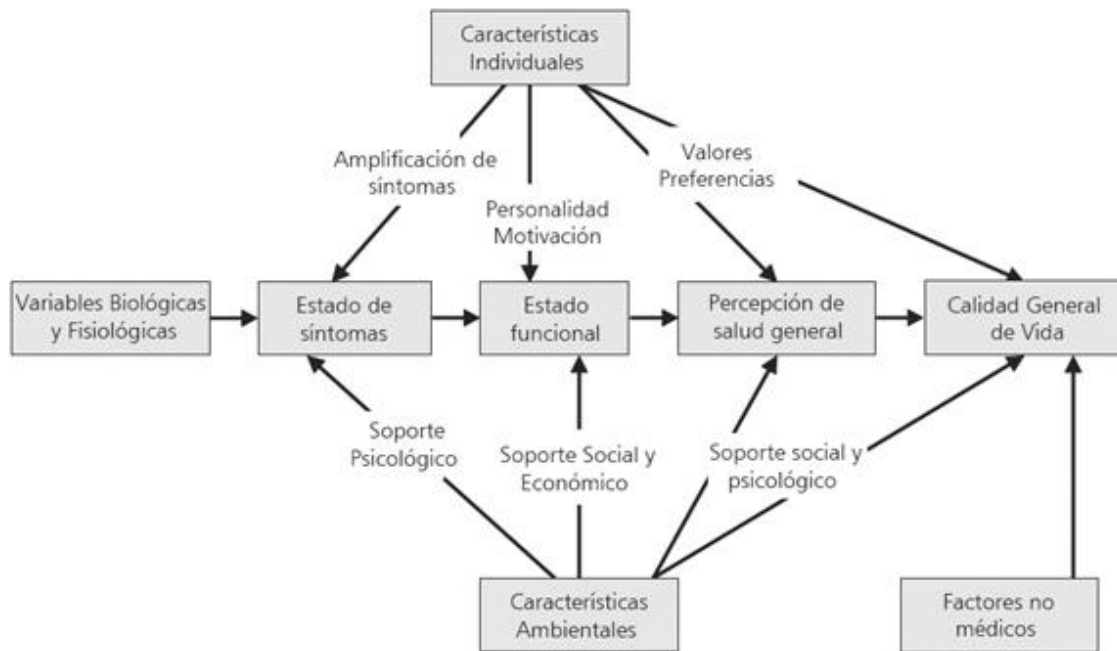 Características
Individuales
Amplificación de
síntomas
Valores
Preferencias
Personalidad
Motivación
Variables Biológicas
y Fisiológicas
Estado de
síntomas
Estado
funcional
Percepción de
salud general
Calidad General
de Vida
Soporte
Psicológico
Soporte Social y
Económico
Soporte social y
psicológico
Características
Ambientales
Factores no
médicos